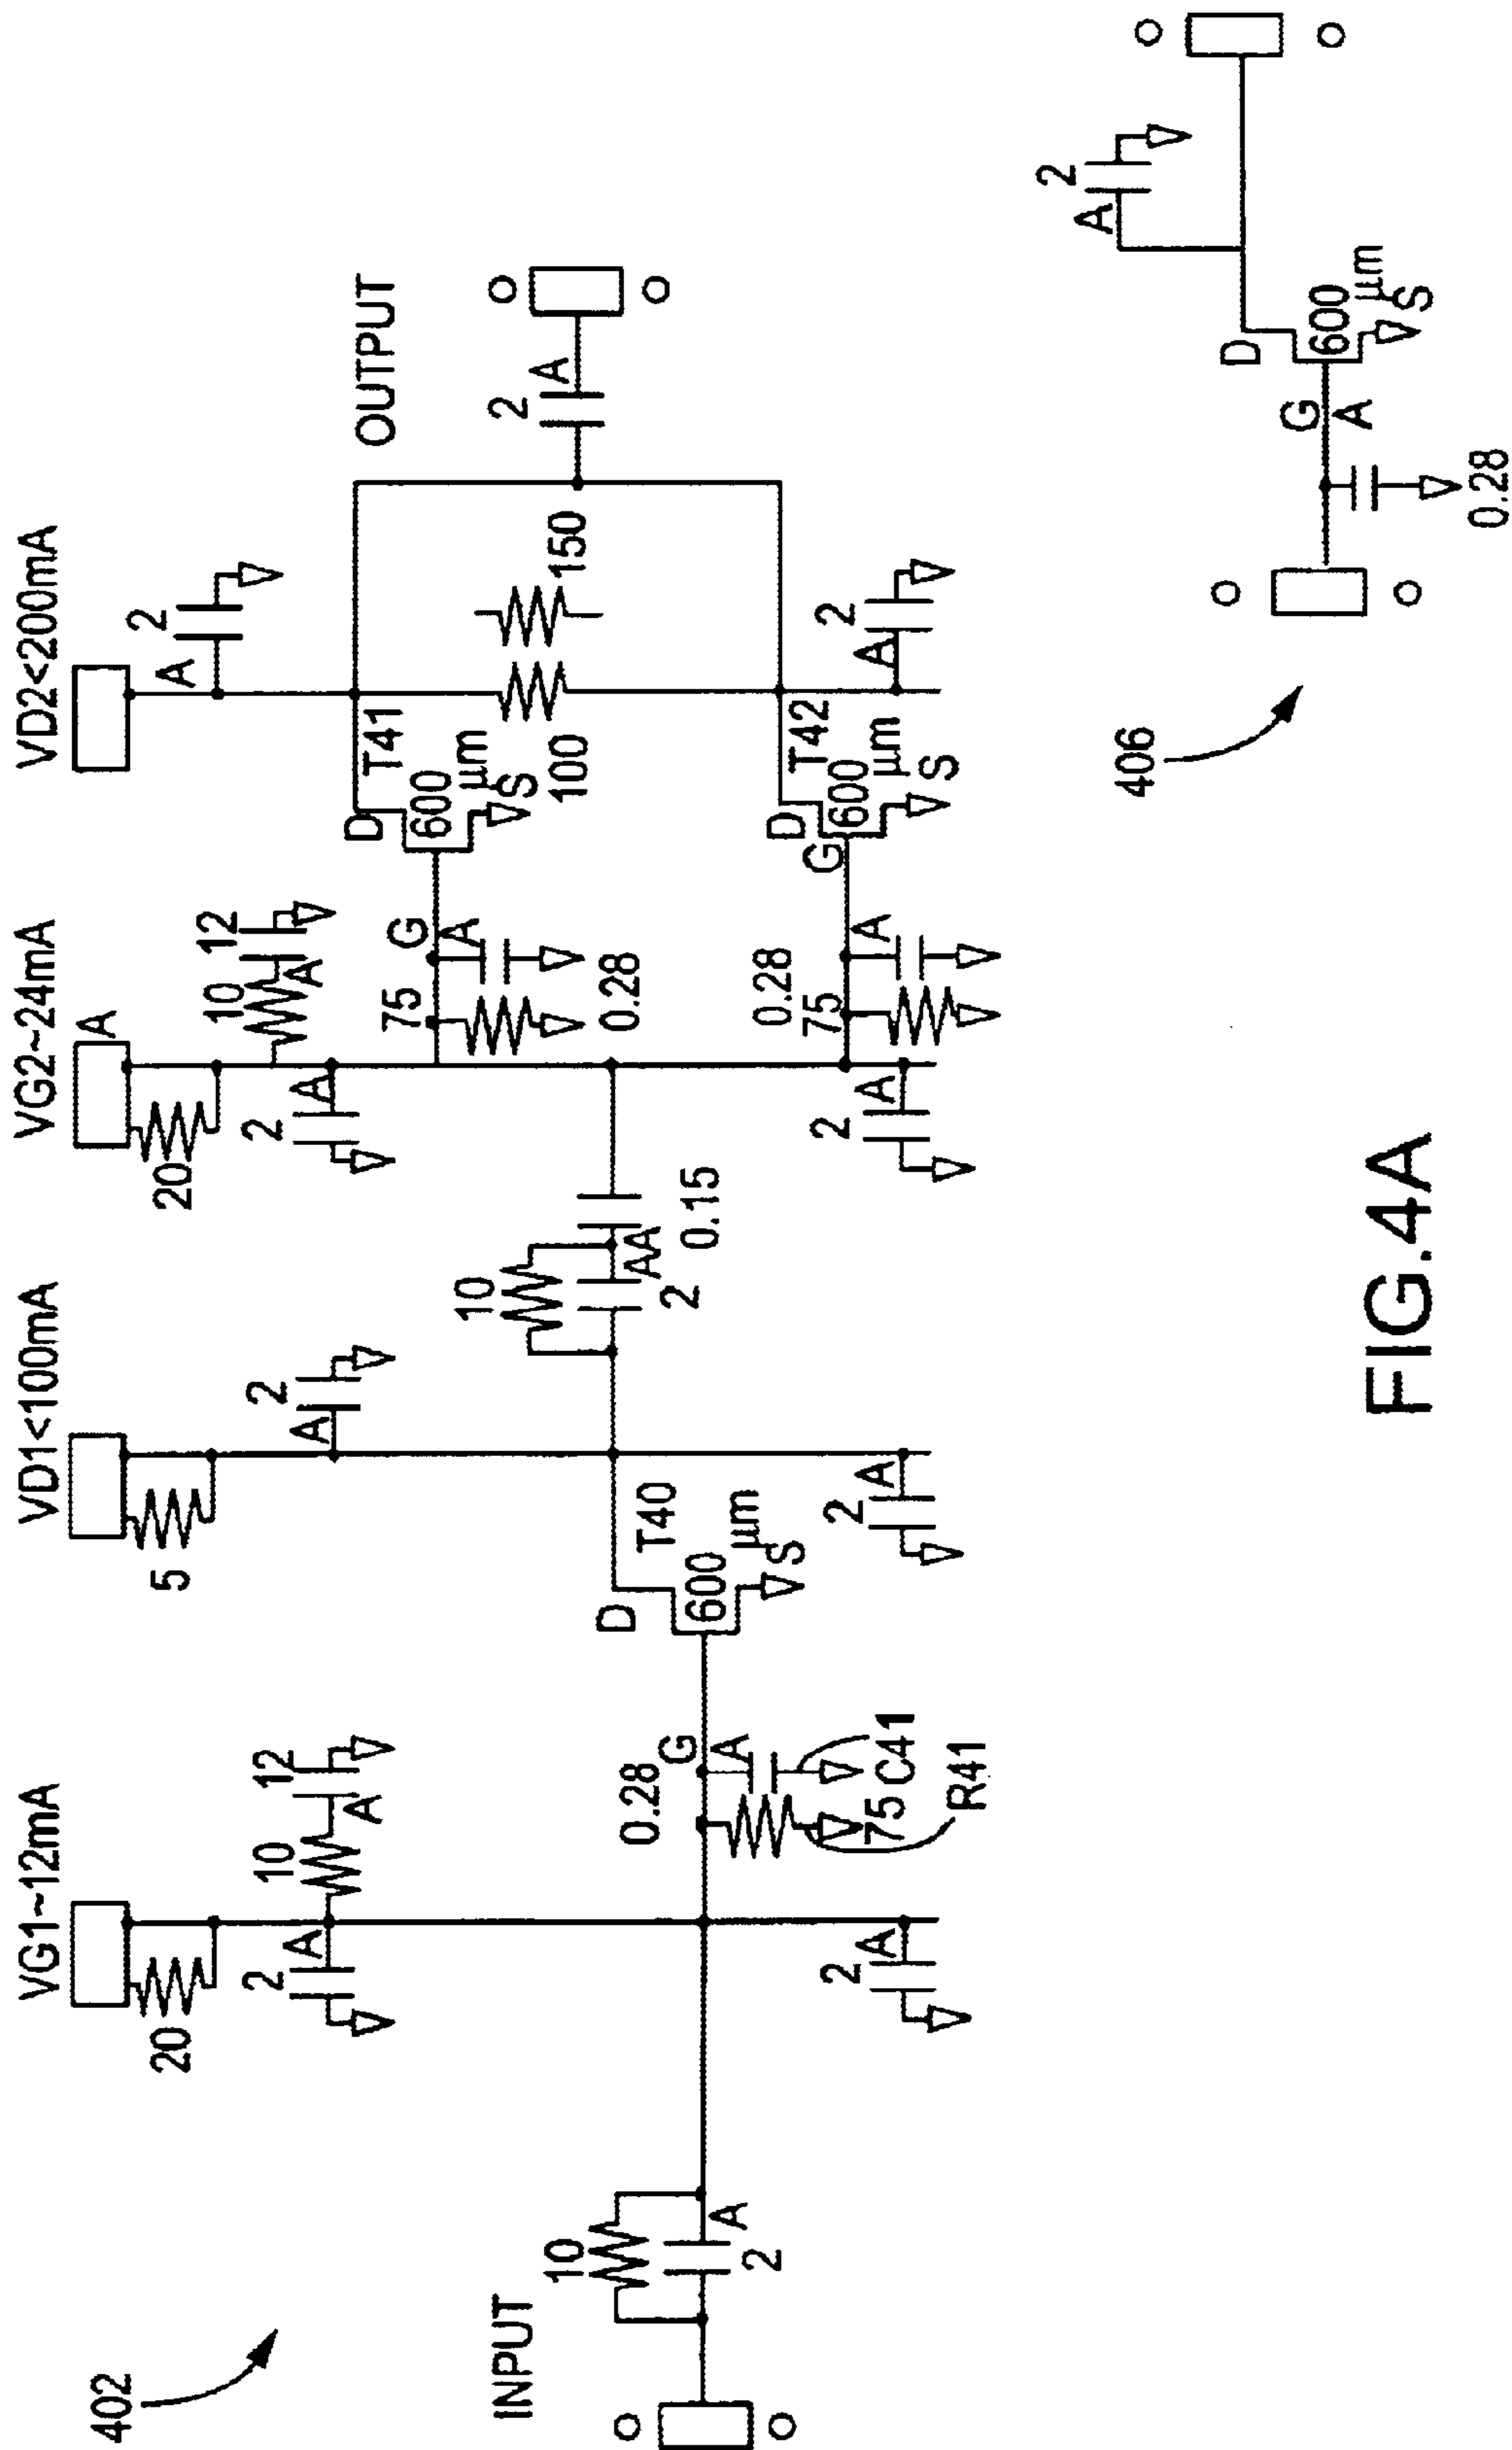 402
INPUT
10
2
A
VG1~12mA
20
2
A
10
A
12
2
A
0.28
G
A
75
C41
R41
D
T40
600
μm
S
VD1<100mA
5
2
A
2
A
10
2
AA
0.15
VG2~24mA
A
20
2
A
10
A
12
75
G
A
0.28
0.28
75
A
2
A
G
D
T41
600
μm
S
D
T42
600
μm
S
VD2<200mA
A
2
100
150
A
2
OUTPUT
2
A
406
G
A
0.28
D
600
μm
S
A
2
FIG.4A